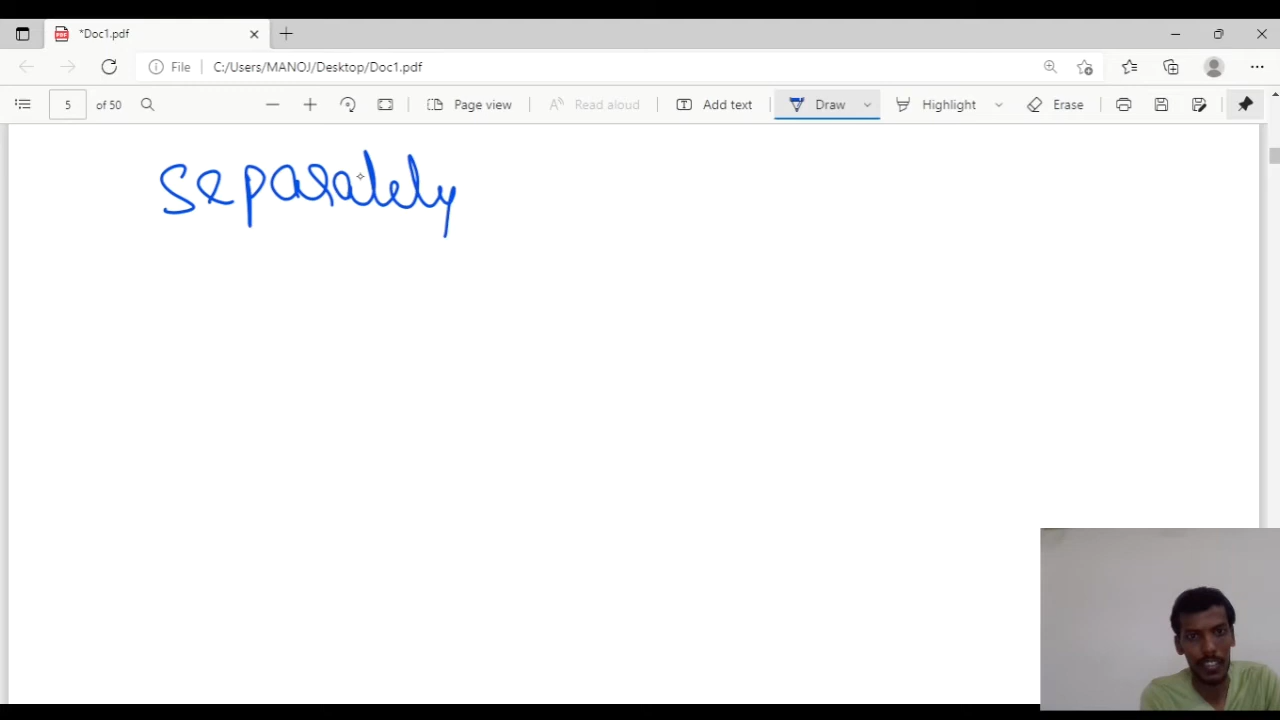 *Doc1.pdf
File C:/Users/MANOJ/Desktop/Doc1.pdf
5 of 50 Page view Read aloud Add text Draw Highlight Erase
separately